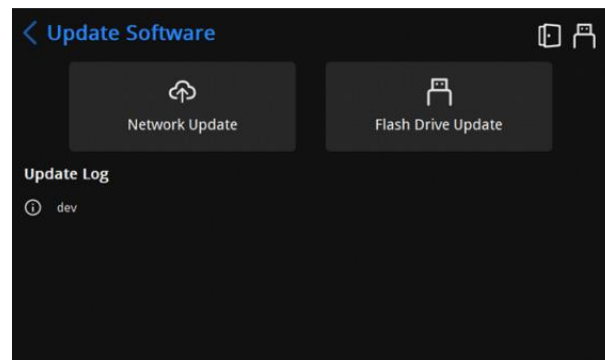 Update Software
Network Update
Flash Drive Update
Update Log
dev